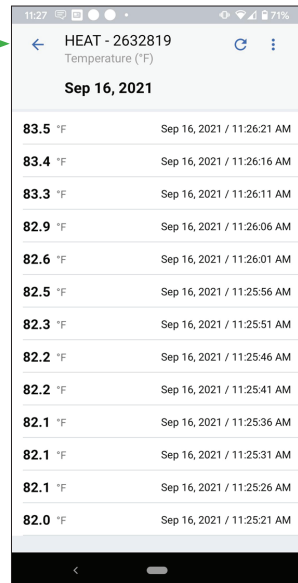 11:27 71%
HEAT - 2632819
Temperature (°F)
Sep 16, 2021
83.5 °F Sep 16, 2021 / 11:26:21 AM
83.4 °F Sep 16, 2021 / 11:26:16 AM
83.3 °F Sep 16, 2021 / 11:26:11 AM
82.9 °F Sep 16, 2021 / 11:26:06 AM
82.6 °F Sep 16, 2021 / 11:26:01 AM
82.5 °F Sep 16, 2021 / 11:25:56 AM
82.3 °F Sep 16, 2021 / 11:25:51 AM
82.2 °F Sep 16, 2021 / 11:25:46 AM
82.2 °F Sep 16, 2021 / 11:25:41 AM
82.1 °F Sep 16, 2021 / 11:25:36 AM
82.1 °F Sep 16, 2021 / 11:25:31 AM
82.1 °F Sep 16, 2021 / 11:25:26 AM
82.0 °F Sep 16, 2021 / 11:25:21 AM